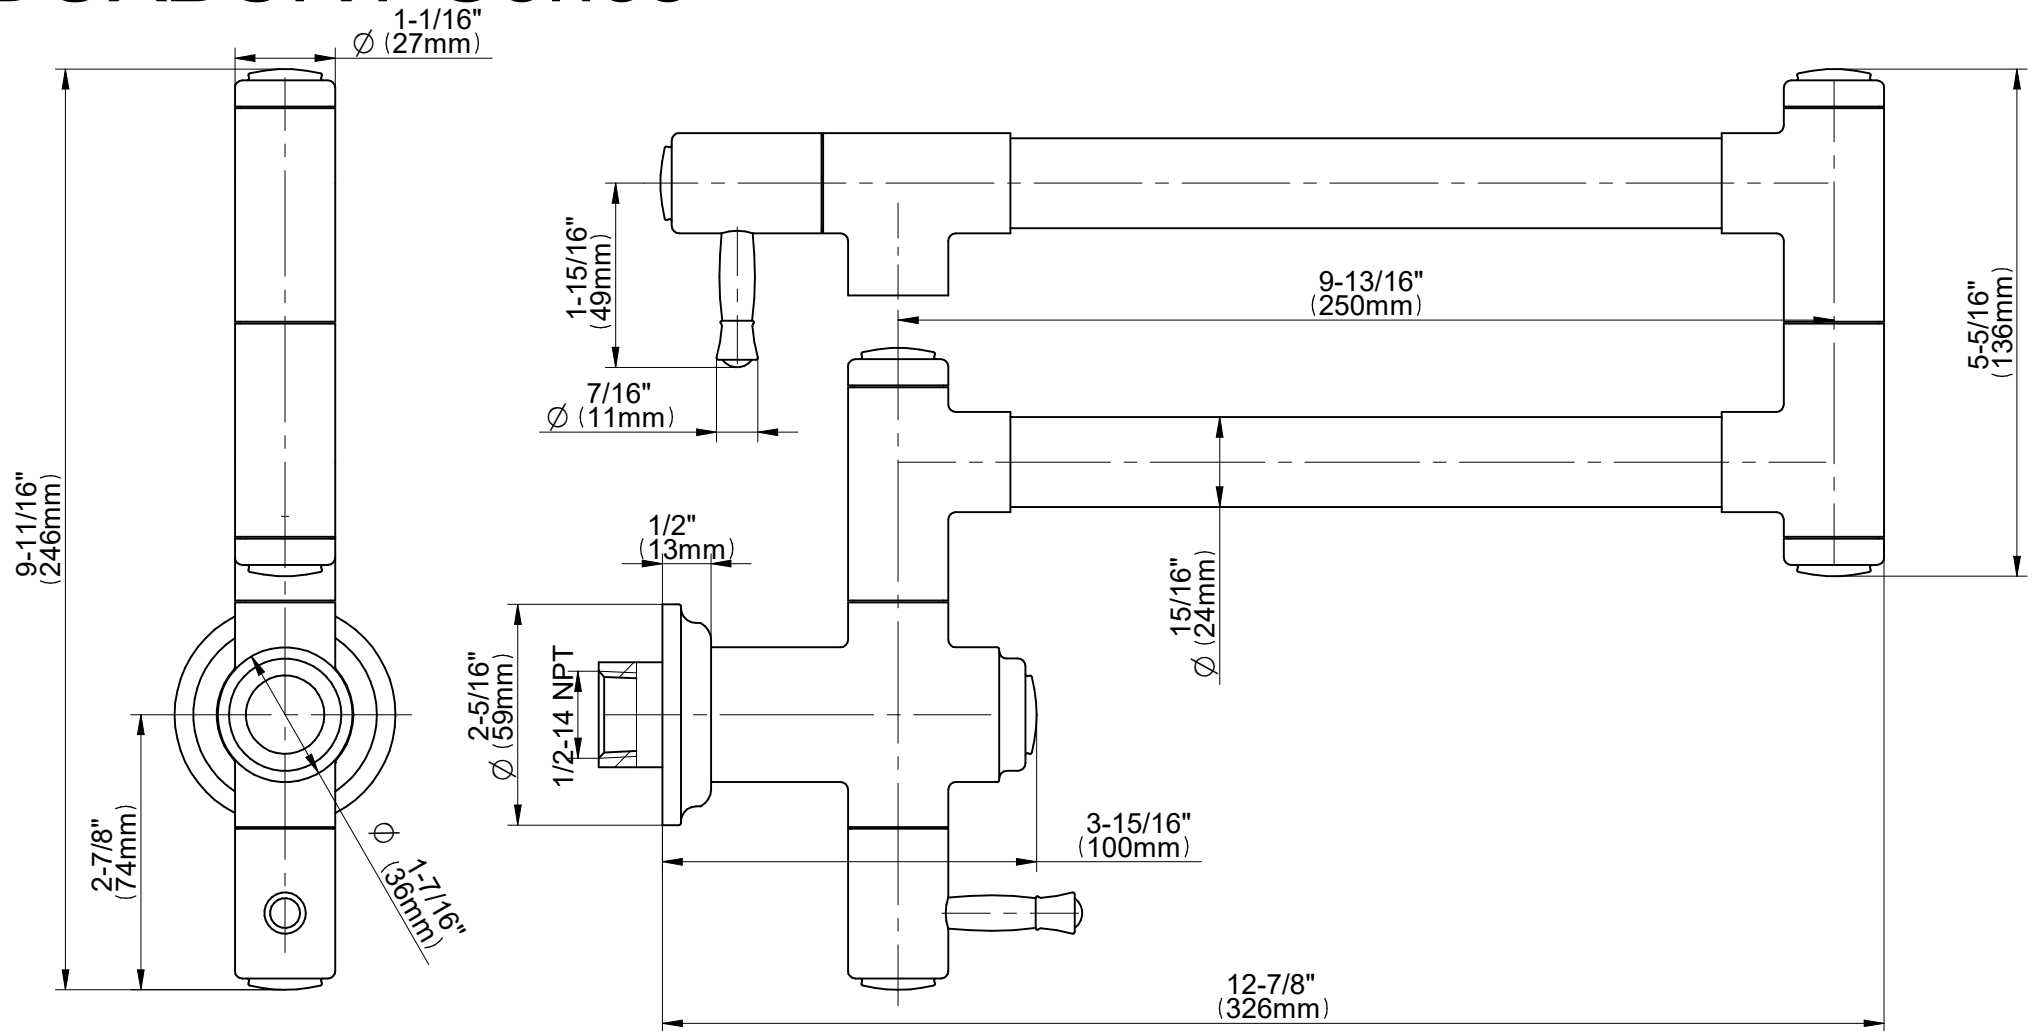 1-1/16"
Ø (27mm)
9-11/16"
(246mm)
2-7/8"
(74mm)
Ø
1-7/16"
(36mm)
1-15/16"
(49mm)
7/16"
Ø (11mm)
9-13/16"
(250mm)
5-5/16"
(136mm)
1/2"
(13mm)
15/16"
Ø (24mm)
2-5/16"
Ø (59mm)
1/2-14 NPT
3-15/16"
(100mm)
12-7/8"
(326mm)